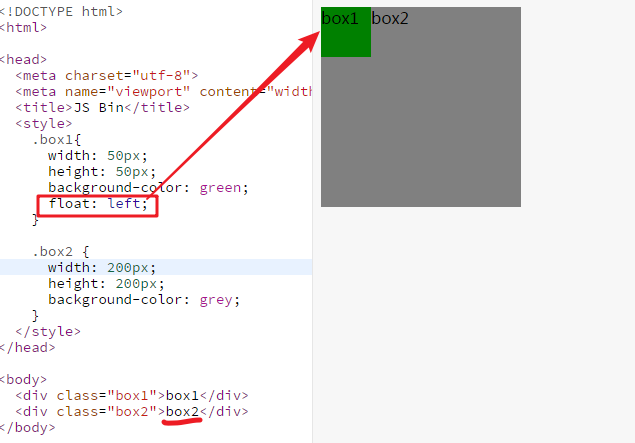 <!DOCTYPE html>
<html>
<head>
<meta charset="utf-8">
<meta name="viewport" content="width
<title>JS Bin</title>
<style>
.box1{
width: 50px;
height: 50px;
background-color: green;
float: left;
}
.box2 {
width: 200px;
height: 200px;
background-color: grey;
}
</style>
</head>
<body>
<div class="box1">box1</div>
<div class="box2">box2</div>
</body>
box1 box2